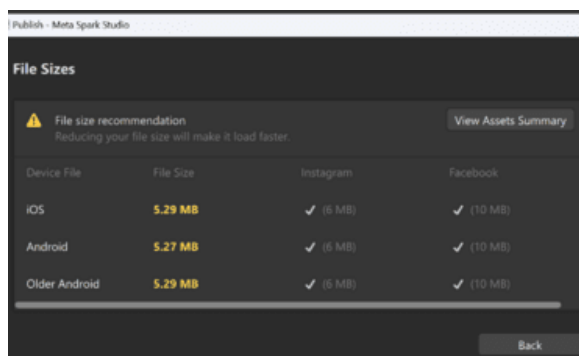 Publish - Meta Spark Studio
File Sizes
File size recommendation
View Assets Summary
Reducing your file size will make it load faster.
Device File File Size Instagram Facebook
iOS 5.29 MB ✓ (6 MB) ✓ (10 MB)
Android 5.27 MB ✓ (6 MB) ✓ (10 MB)
Older Android 5.29 MB ✓ (6 MB) ✓ (10 MB)
Back